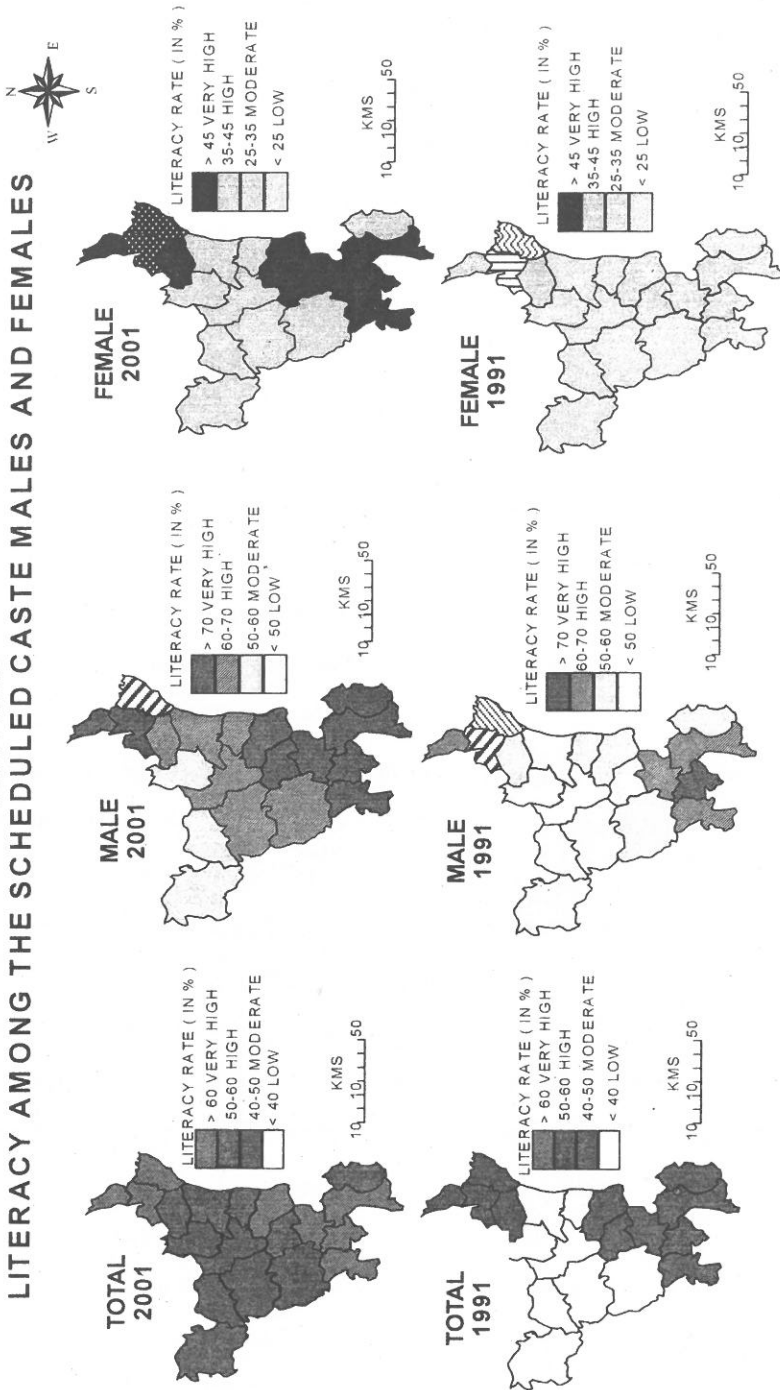 LITERACY AMONG THE SCHEDULED CASTE MALES AND FEMALES
N
W
E
S
TOTAL
2001
LITERACY RATE ( IN % )
> 60 VERY HIGH
50-60 HIGH
40-50 MODERATE
< 40 LOW
KMS
10 10 50
MALE
2001
LITERACY RATE ( IN % )
> 70 VERY HIGH
60-70 HIGH
50-60 MODERATE
< 50 LOW
KMS
10 10 50
FEMALE
2001
LITERACY RATE ( IN % )
> 45 VERY HIGH
35-45 HIGH
25-35 MODERATE
< 25 LOW
KMS
10 10 50
TOTAL
1991
LITERACY RATE ( IN % )
> 60 VERY HIGH
50-60 HIGH
40-50 MODERATE
< 40 LOW
KMS
10 10 50
MALE
1991
LITERACY RATE ( IN % )
> 70 VERY HIGH
60-70 HIGH
50-60 MODERATE
< 50 LOW
KMS
10 10 50
FEMALE
1991
LITERACY RATE ( IN % )
> 45 VERY HIGH
35-45 HIGH
25-35 MODERATE
< 25 LOW
KMS
10 10 50